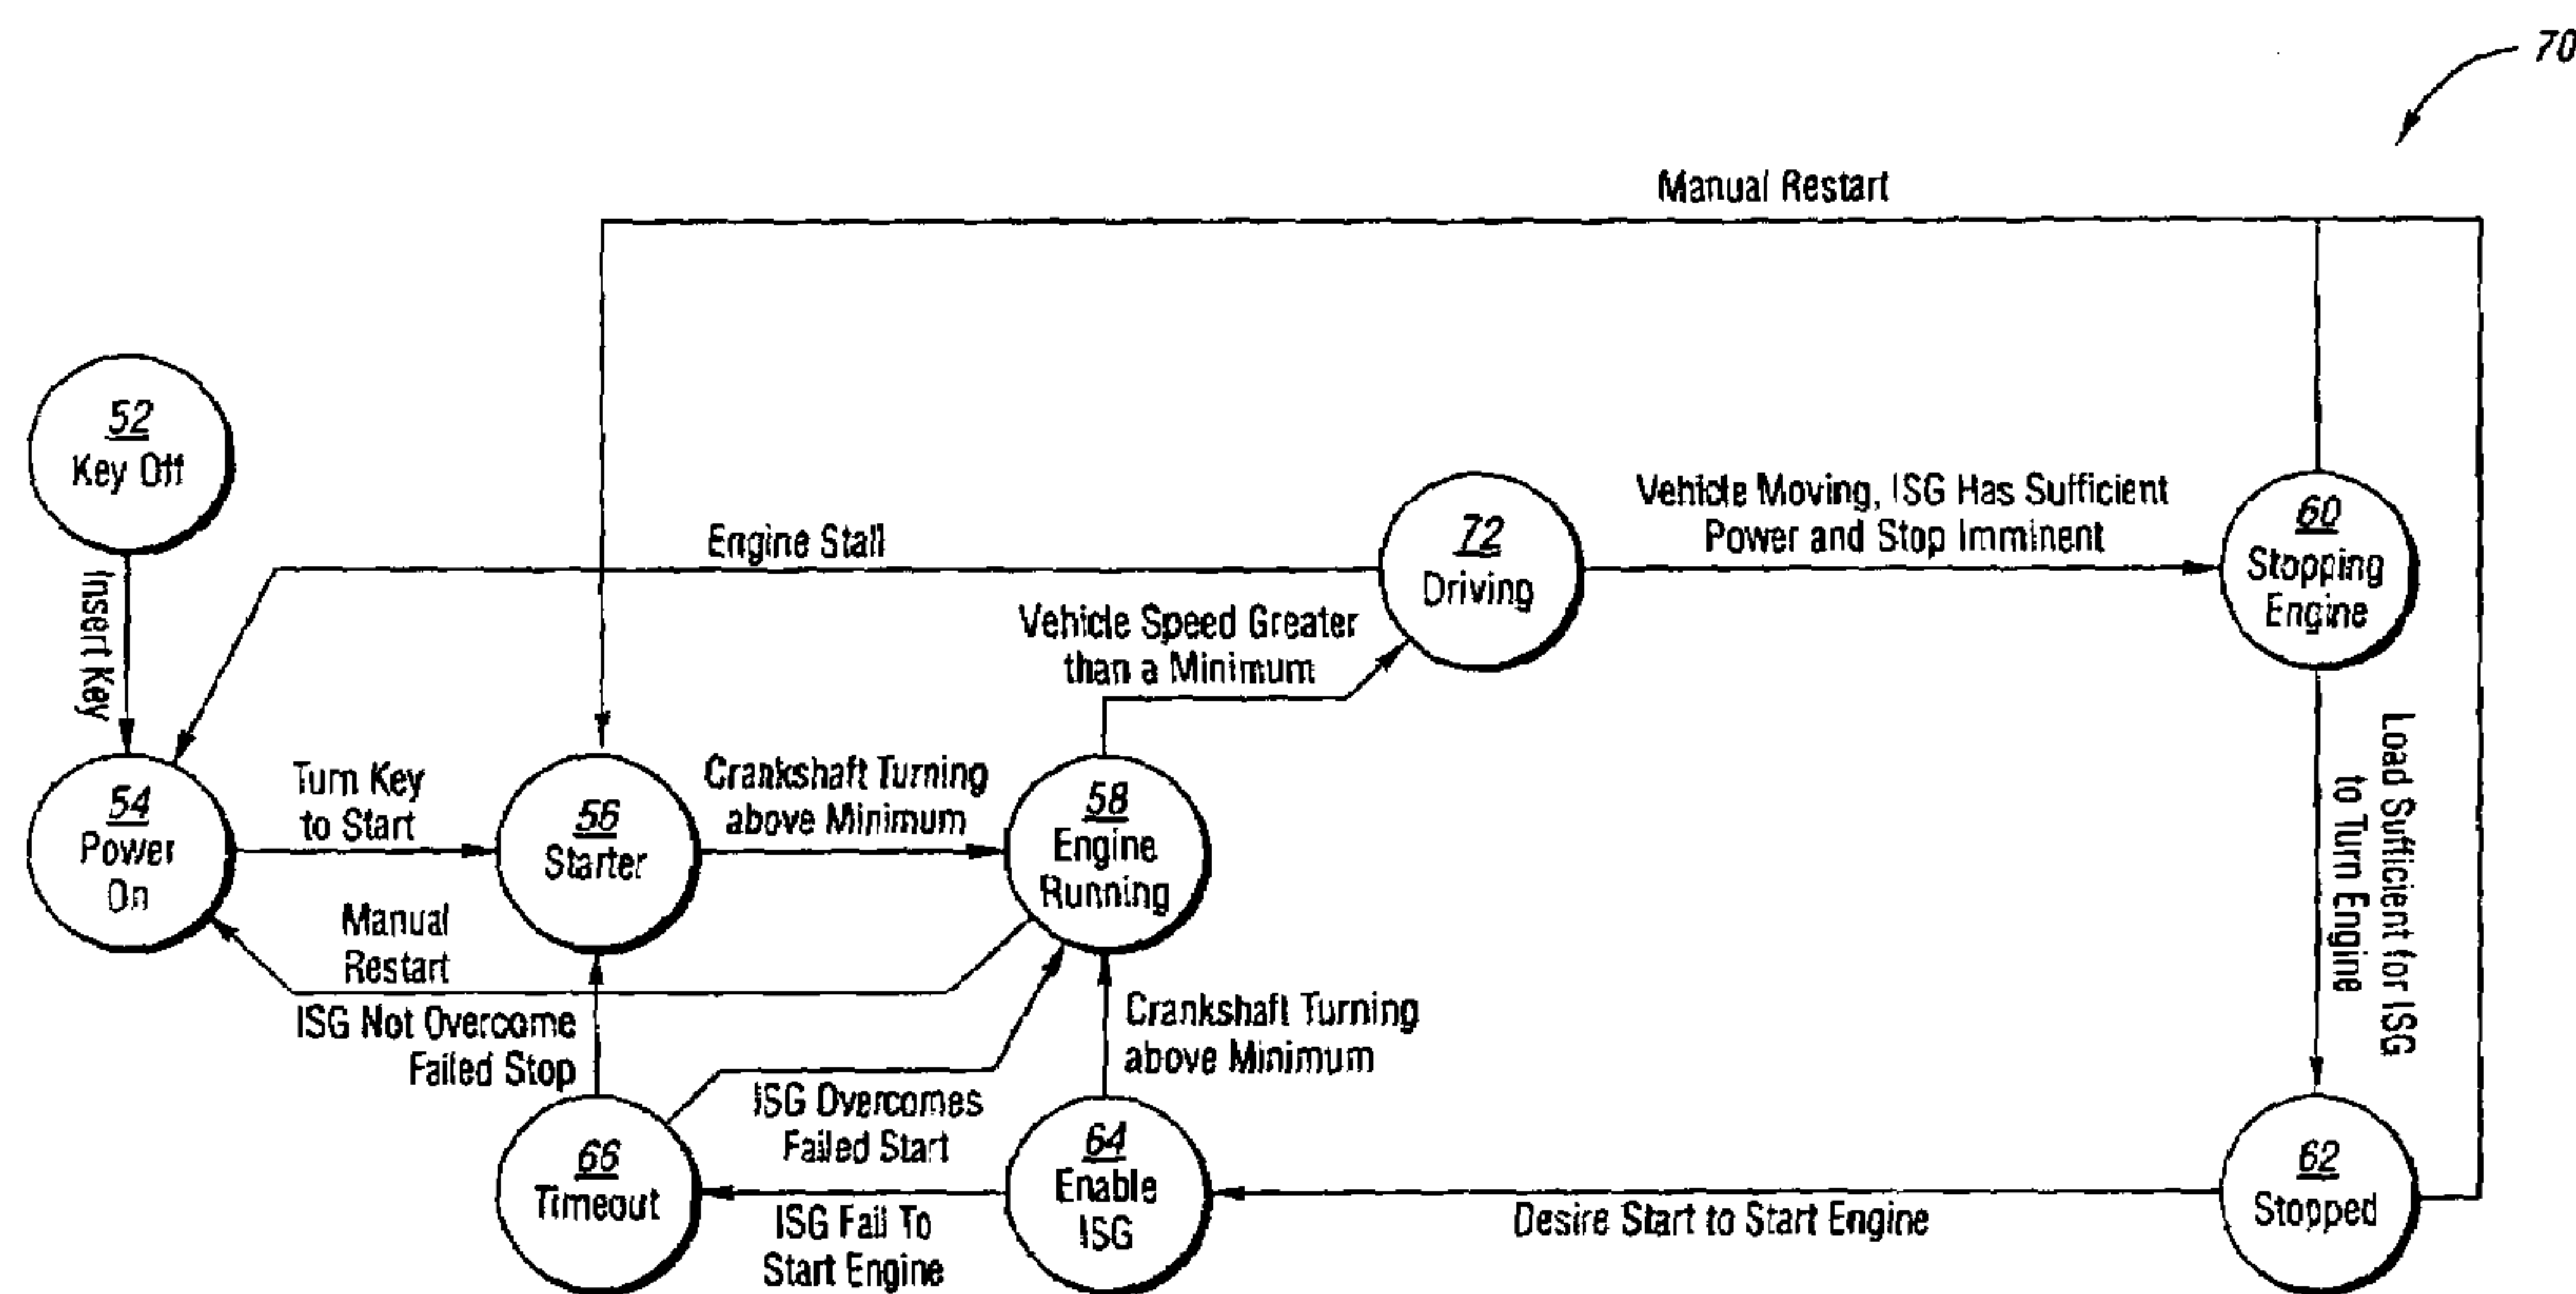 70
Manual Restart
52
Key Off
Insert Key
Engine Stall
72
Driving
Vehicle Moving, ISG Has Sufficient
Power and Stop Imminent
60
Stopping
Engine
Vehicle Speed Greater
than a Minimum
54
Power
On
Turn Key
to Start
56
Starter
Crankshaft Turning
above Minimum
58
Engine
Running
Load Sufficient for ISG
to Turn Engine
Manual
Restart
ISG Not Overcome
Failed Stop
ISG Overcomes
Failed Start
Crankshaft Turning
above Minimum
66
Timeout
ISG Fail To
Start Engine
64
Enable
ISG
Desire Start to Start Engine
62
Stopped